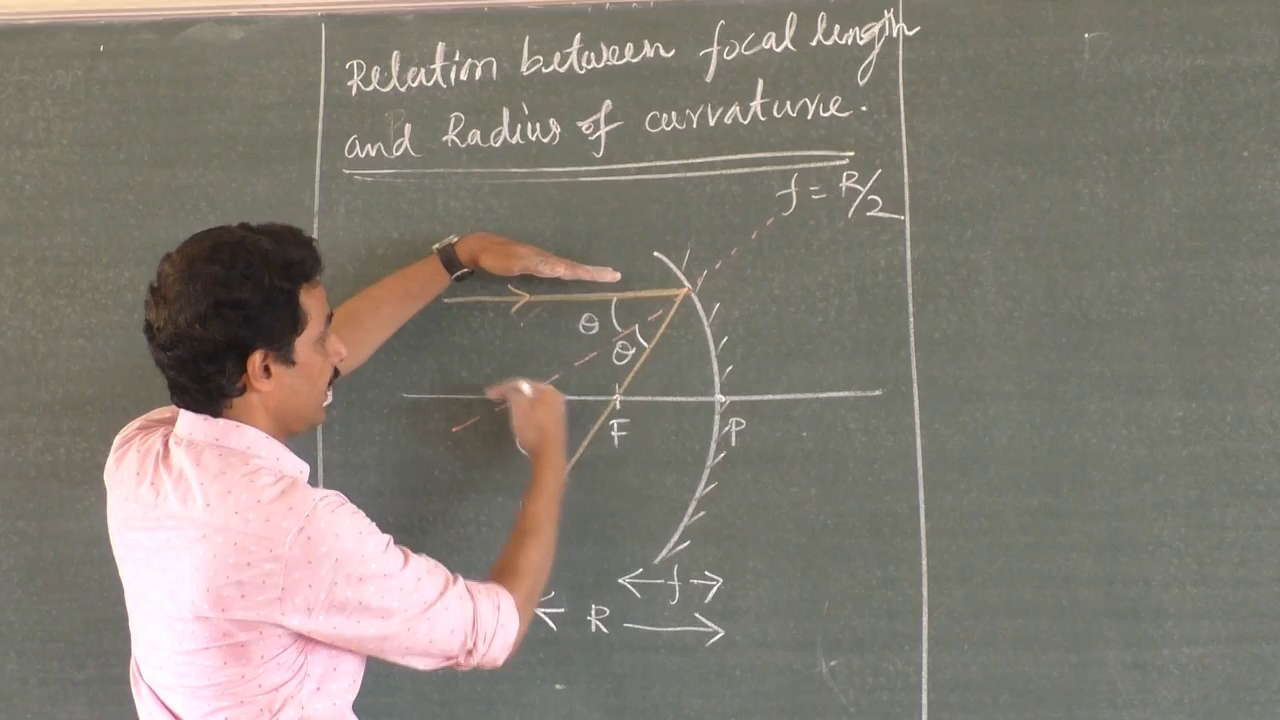 Relation between focal length
and Radius of curvature.
f = R/2
θ
θ
F
P
f
R